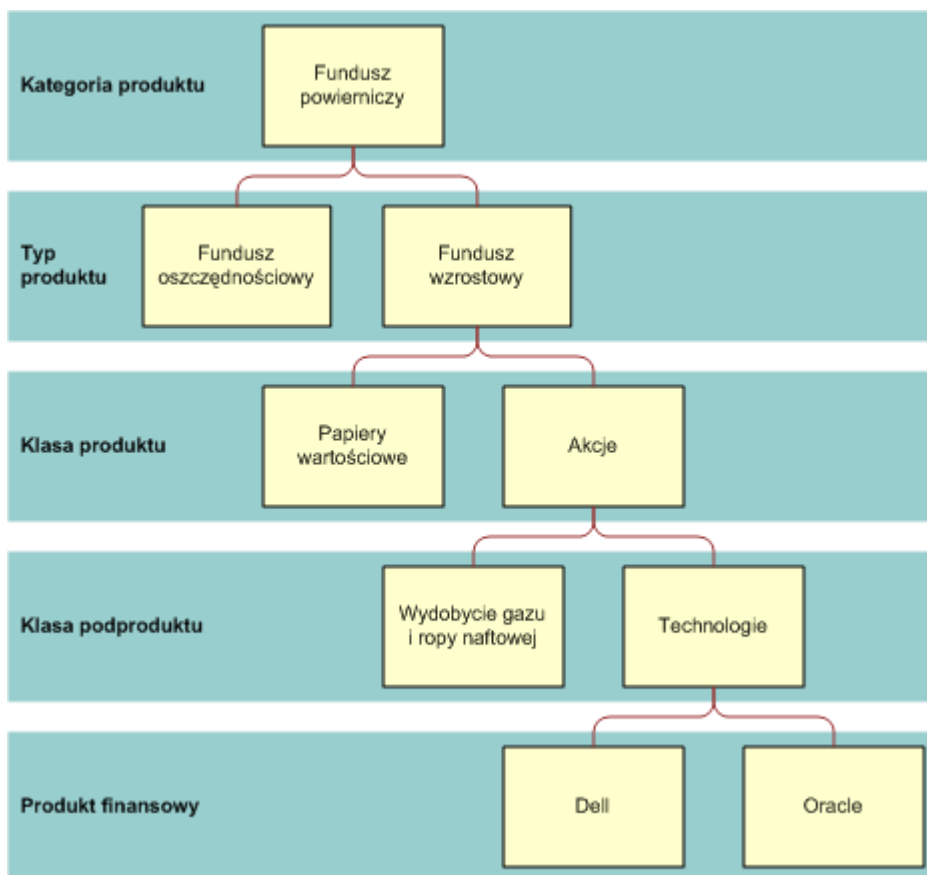 Kategoria produktu
Fundusz
powierniczy
Typ
produktu
Fundusz
oszczędnościowy
Fundusz
wzrostowy
Klasa produktu
Papiery
wartościowe
Akcje
Klasa podproduktu
Wydobycie gazu
i ropy naftowej
Technologie
Produkt finansowy
Dell
Oracle